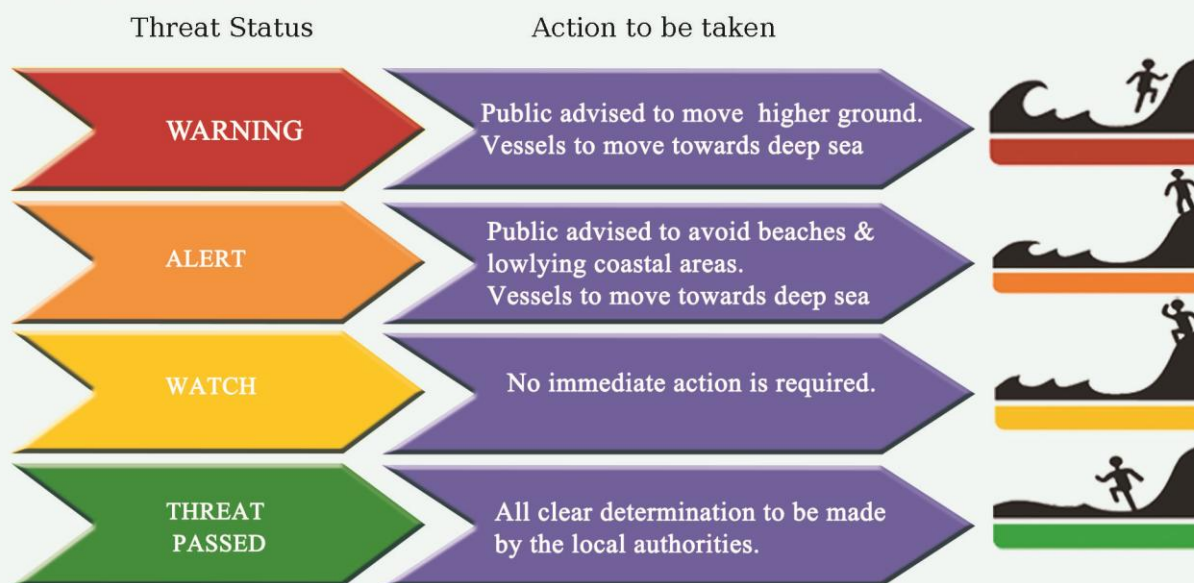 Threat Status
Action to be taken
WARNING
Public advised to move higher ground.
Vessels to move towards deep sea
ALERT
Public advised to avoid beaches &
lowlying coastal areas.
Vessels to move towards deep sea
WATCH
No immediate action is required.
THREAT
PASSED
All clear determination to be made
by the local authorities.